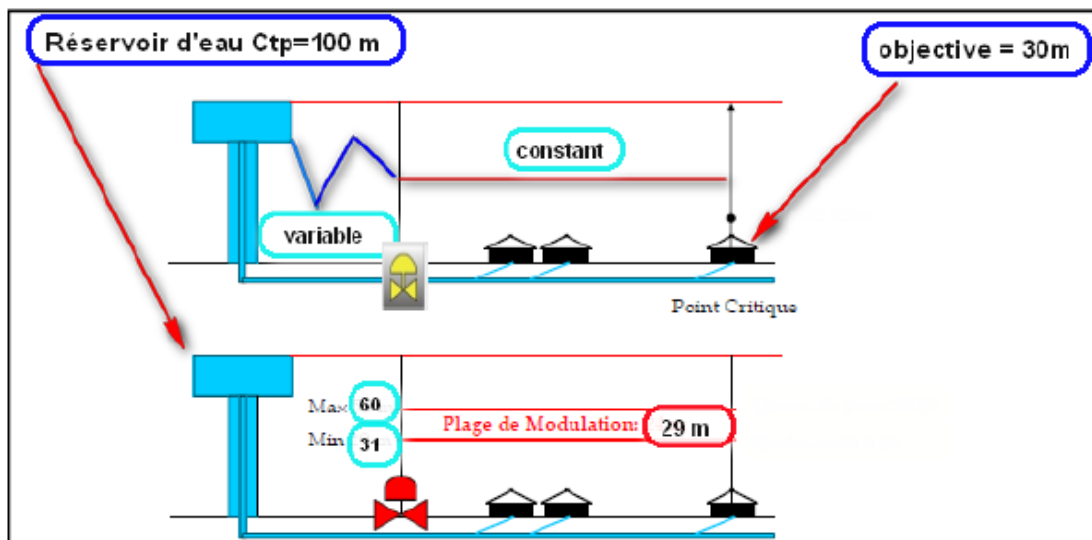 Réservoir d'eau Ctp=100 m
objective = 30m
constant
variable
Point Critique
Max 60
Plage de Modulation: 29 m
Min 31